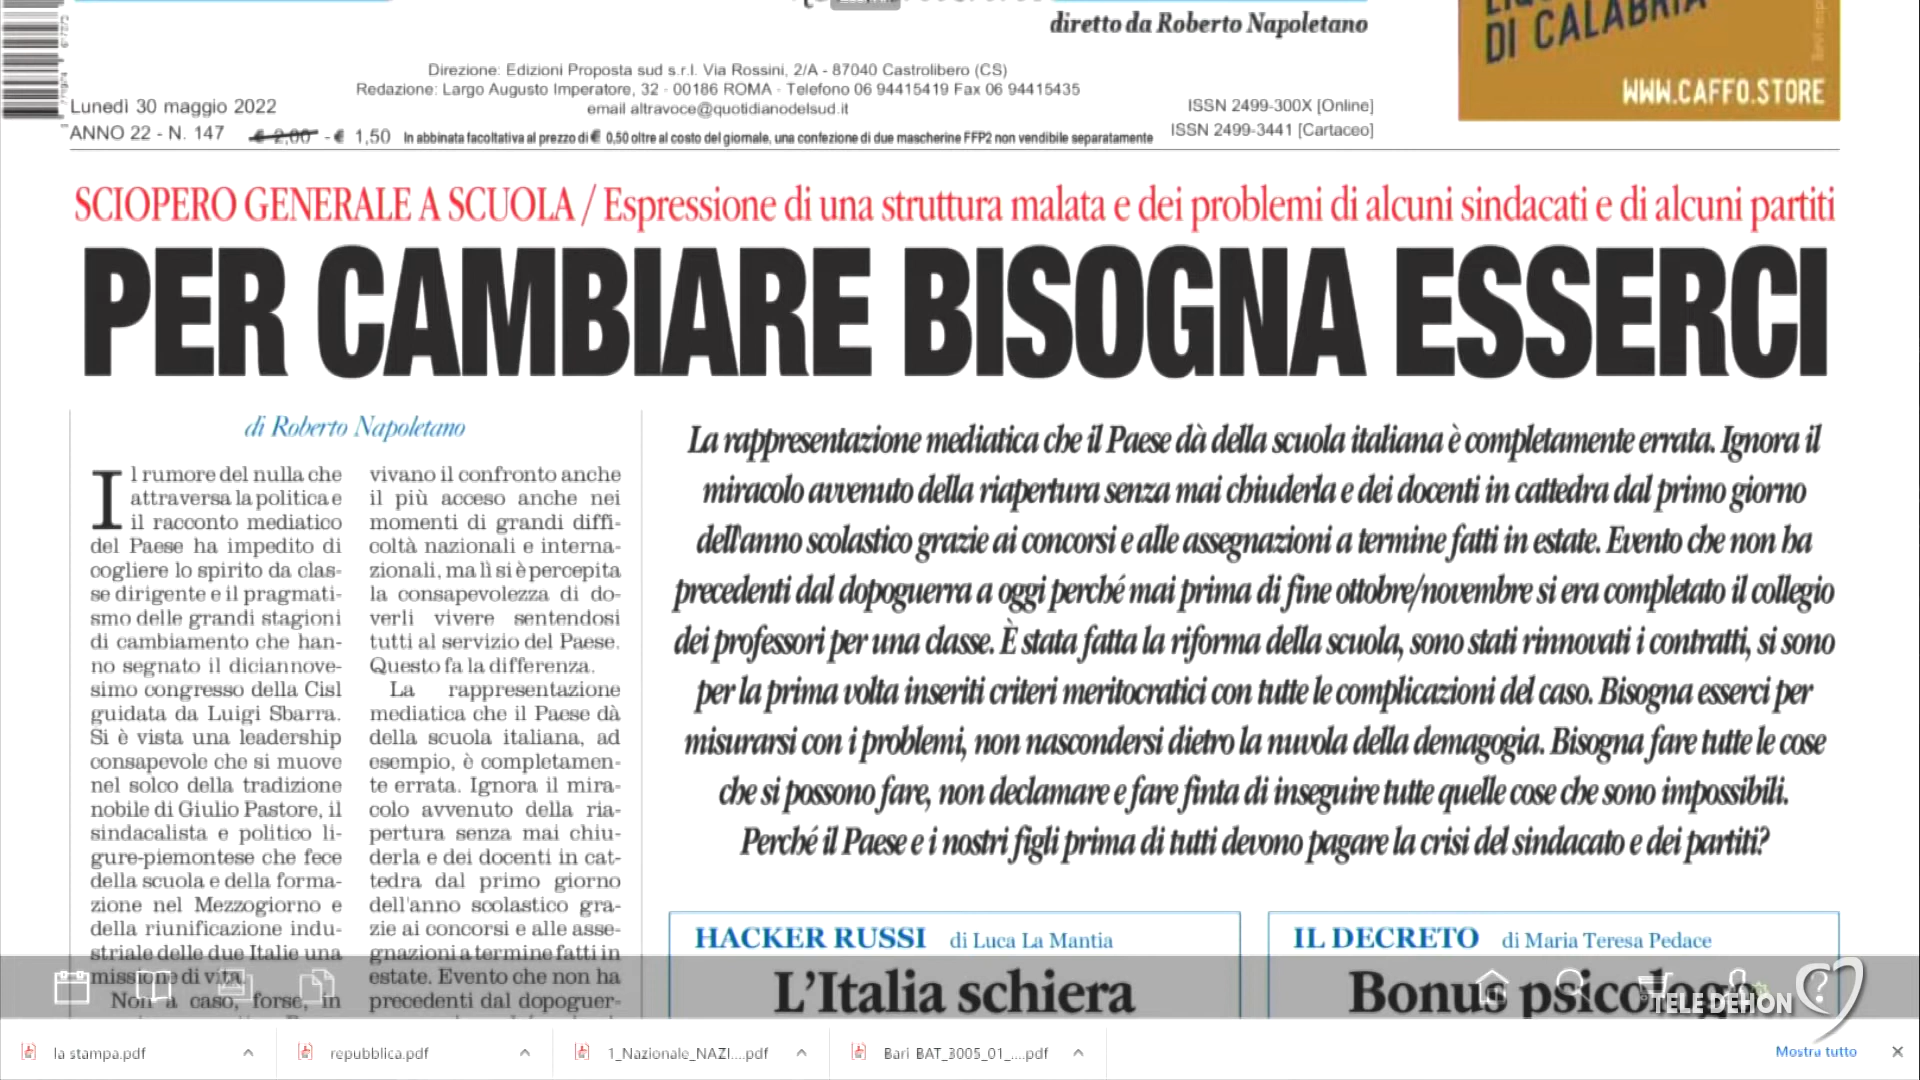 diretto da Roberto Napoletano
DI CALABRIA
WWW.CAFFO.STORE
Direzione: Edizioni Proposta sud s.r.l. Via Rossini, 2/A - 87040 Castrolibero (CS)
Redazione: Largo Augusto Imperatore, 32 - 00186 ROMA - Telefono 06 94415419 Fax 06 94415435
email altravoce@quotidianodelsud.it
Lunedì 30 maggio 2022
ANNO 22 - N. 147 € 2,00 - € 1,50 In abbinata facoltativa al prezzo di € 0,50 oltre al costo del giornale, una confezione di due mascherine FFP2 non vendibile separatamente
ISSN 2499-300X [Online]
ISSN 2499-3441 [Cartaceo]
SCIOPERO GENERALE A SCUOLA / Espressione di una struttura malata e dei problemi di alcuni sindacati e di alcuni partiti
PER CAMBIARE BISOGNA ESSERCI
di Roberto Napoletano
Il rumore del nulla che
attraversa la politica e
il racconto mediatico
del Paese ha impedito di
cogliere lo spirito da clas-
se dirigente e il pragmati-
smo delle grandi stagioni
di cambiamento che han-
no segnato il diciannove-
simo congresso della Cisl
guidata da Luigi Sbarra.
Si è vista una leadership
consapevole che si muove
nel solco della tradizione
nobile di Giulio Pastore, il
sindacalista e politico li-
gure-piemontese che fece
della scuola e della forma-
zione nel Mezzogiorno e
della riunificazione indu-
striale delle due Italie una
missione di vita.
Non a caso, forse, in
vivano il confronto anche
il più acceso anche nei
momenti di grandi diffi-
coltà nazionali e interna-
zionali, ma lì si è percepita
la consapevolezza di do-
verli vivere sentendosi
tutti al servizio del Paese.
Questo fa la differenza.
La rappresentazione
mediatica che il Paese dà
della scuola italiana, ad
esempio, è completamen-
te errata. Ignora il mira-
colo avvenuto della ria-
pertura senza mai chiu-
derla e dei docenti in cat-
tedra dal primo giorno
dell'anno scolastico gra-
zie ai concorsi e alle asse-
gnazioni a termine fatti in
estate. Evento che non ha
precedenti dal dopoguer-
La rappresentazione mediatica che il Paese dà della scuola italiana è completamente errata. Ignora il
miracolo avvenuto della riapertura senza mai chiuderla e dei docenti in cattedra dal primo giorno
dell'anno scolastico grazie ai concorsi e alle assegnazioni a termine fatti in estate. Evento che non ha
precedenti dal dopoguerra a oggi perché mai prima di fine ottobre/novembre si era completato il collegio
dei professori per una classe. È stata fatta la riforma della scuola, sono stati rinnovati i contratti, si sono
per la prima volta inseriti criteri meritocratici con tutte le complicazioni del caso. Bisogna esserci per
misurarsi con i problemi, non nascondersi dietro la nuvola della demagogia. Bisogna fare tutte le cose
che si possono fare, non declamare e fare finta di inseguire tutte quelle cose che sono impossibili.
Perché il Paese e i nostri figli prima di tutti devono pagare la crisi del sindacato e dei partiti?
HACKER RUSSI di Luca La Mantia
L'Italia schiera
IL DECRETO di Maria Teresa Pedace
Bonus psicologo
TELE DEHON
la stampa.pdf
repubblica.pdf
1_Nazionale_NAZI....pdf
Bari BAT_3005_01_....pdf
Mostra tutto